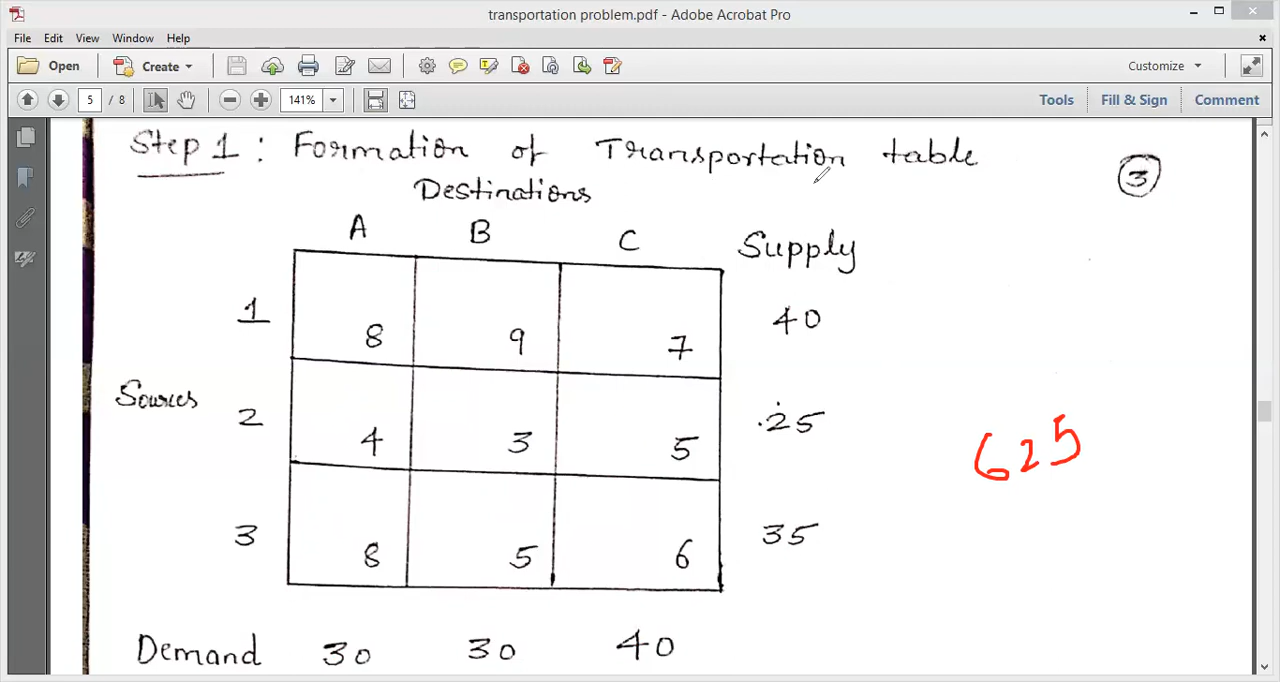 transportation problem.pdf - Adobe Acrobat Pro
File Edit View Window Help
Open Create Customize
5 / 8 141% Tools Fill & Sign Comment
Step 1 : Formation of Transportation table
3
Destinations
A B C Supply
1 8 9 7 40
Sources 2 4 3 5 25
625
3 8 5 6 35
Demand 30 30 40